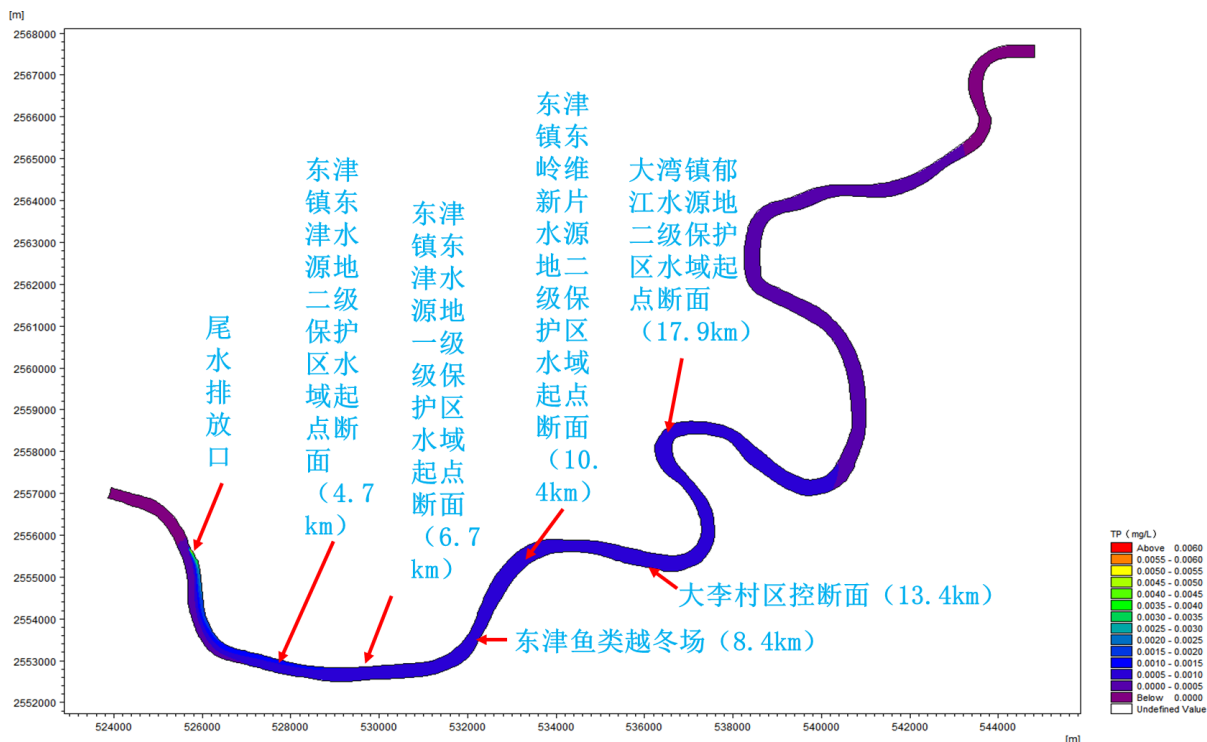 [m]
2568000
2567000
2566000
2565000
2564000
2563000
2562000
2561000
2560000
2559000
2558000
2557000
2556000
2555000
2554000
2553000
2552000
尾
水
排
放
口
东津
镇东
津水
源地
二级
保护
区水
域起
点断
面
（4.7
km）
东津
镇东
津水
源地
一级
级保
护区
水域
起点
断面
（6.7
km）
东津
镇东
岭维
新片
水源
地二
级保
护区
水域
起点
断面
（10.
4km）
大湾镇郁
江水源地
二级保护
区水域起
点断面
（17.9km）
大李村区控断面（13.4km）
东津鱼类越冬场（8.4km）
524000 526000 528000 530000 532000 534000 536000 538000 540000 542000 544000
[m]
TP（mg/L）
Above 0.0060
0.0055 - 0.0060
0.0050 - 0.0055
0.0045 - 0.0050
0.0040 - 0.0045
0.0035 - 0.0040
0.0030 - 0.0035
0.0025 - 0.0030
0.0020 - 0.0025
0.0015 - 0.0020
0.0010 - 0.0015
0.0005 - 0.0010
0.0000 - 0.0005
Below 0.0000
Undefined Value